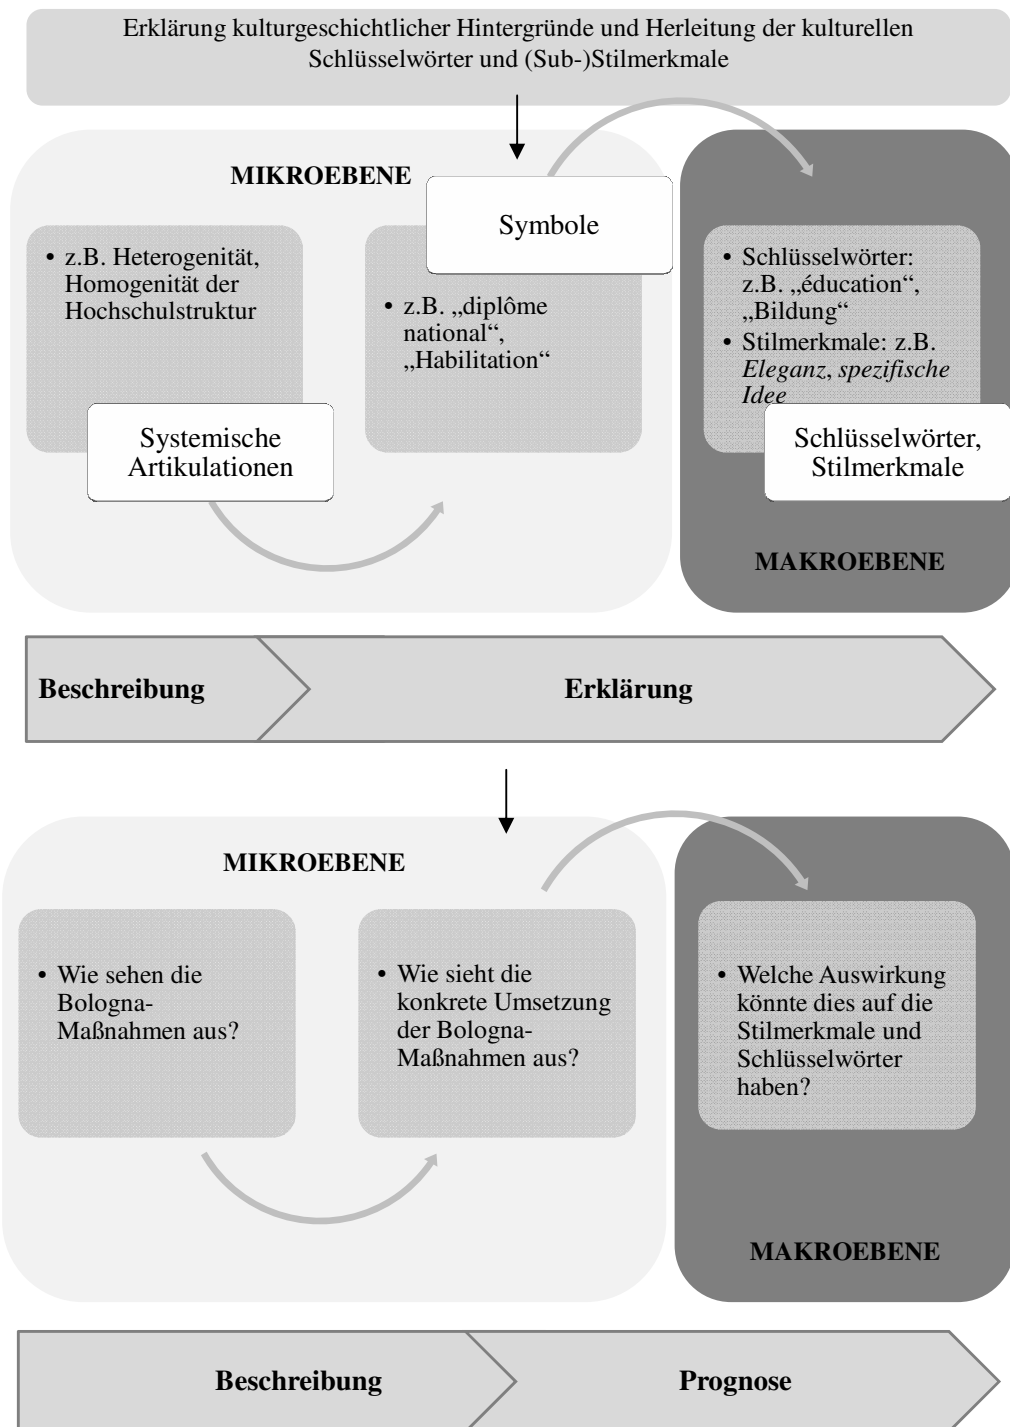 Erklärung kulturgeschichtlicher Hintergründe und Herleitung der kulturellen
Schlüsselwörter und (Sub-)Stilmerkmale
MIKROEBENE
Symbole
• z.B. Heterogenität,
Homogenität der
Hochschulstruktur
Systemische
Artikulationen
• z.B. „diplôme
national“,
„Habilitation“
• Schlüsselwörter:
z.B. „éducation“,
„Bildung“
• Stilmerkmale: z.B.
Eleganz, spezifische
Idee
Schlüsselwörter,
Stilmerkmale
MAKROEBENE
Beschreibung
Erklärung
MIKROEBENE
• Wie sehen die
Bologna-
Maßnahmen aus?
• Wie sieht die
konkrete Umsetzung
der Bologna-
Maßnahmen aus?
• Welche Auswirkung
könnte dies auf die
Stilmerkmale und
Schlüsselwörter
haben?
MAKROEBENE
Beschreibung
Prognose